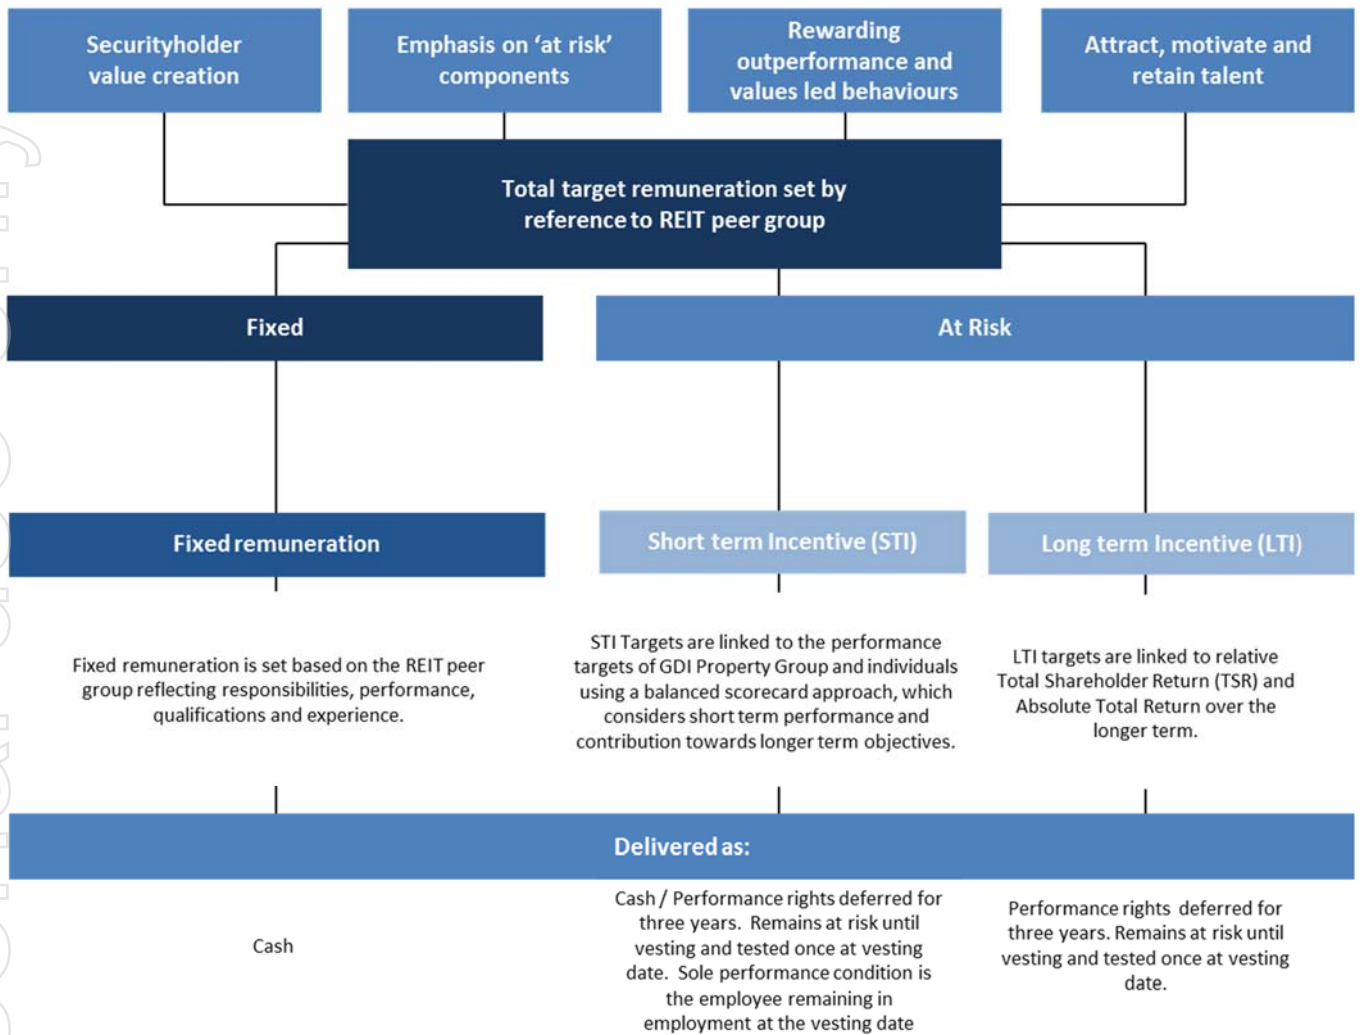 Securityholder
value creation
Emphasis on ‘at risk’
components
Rewarding
outperformance and
values led behaviours
Attract, motivate and
retain talent
Total target remuneration set by
reference to REIT peer group
Fixed
At Risk
Fixed remuneration
Short term Incentive (STI)
Long term Incentive (LTI)
Fixed remuneration is set based on the REIT peer
group reflecting responsibilities, performance,
qualifications and experience.
STI Targets are linked to the performance
targets of GDI Property Group and individuals
using a balanced scorecard approach, which
considers short term performance and
contribution towards longer term objectives.
LTI targets are linked to relative
Total Shareholder Return (TSR) and
Absolute Total Return over the
longer term.
Delivered as:
Cash
Cash / Performance rights deferred for
three years. Remains at risk until
vesting and tested once at vesting
date. Sole performance condition is
the employee remaining in
employment at the vesting date
Performance rights deferred for
three years. Remains at risk until
vesting and tested once at vesting
date.